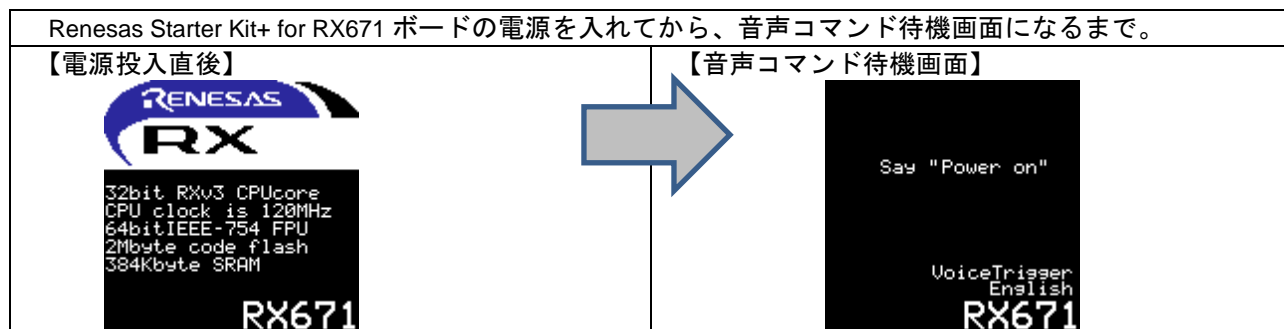 Renesas Starter Kit+ for RX671 ボードの電源を入れてから、音声コマンド待機画面になるまで。
【電源投入直後】
RENESAS
RX
32bit RXv3 CPUcore
CPU clock is 120MHz
64bitIEEE-754 FPU
2Mbyte code flash
384Kbyte SRAM
RX671
【音声コマンド待機画面】
Say "Power on"
VoiceTrigger
English
RX671